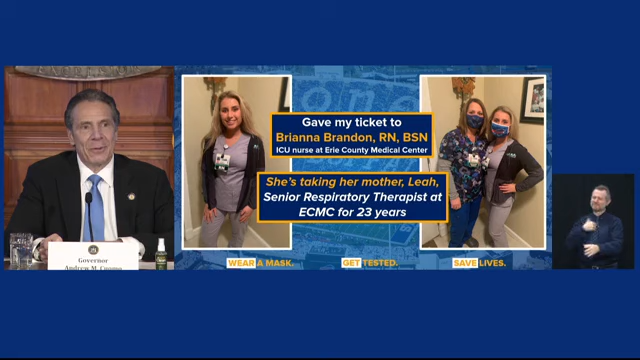 Gave my ticket to
Brianna Brandon, RN, BSN
ICU nurse at Erie County Medical Center
She's taking her mother, Leah,
Senior Respiratory Therapist at
ECMC for 23 years
Governor
Andrew M. Cuomo
WEAR A MASK.
GET TESTED.
SAVE LIVES.